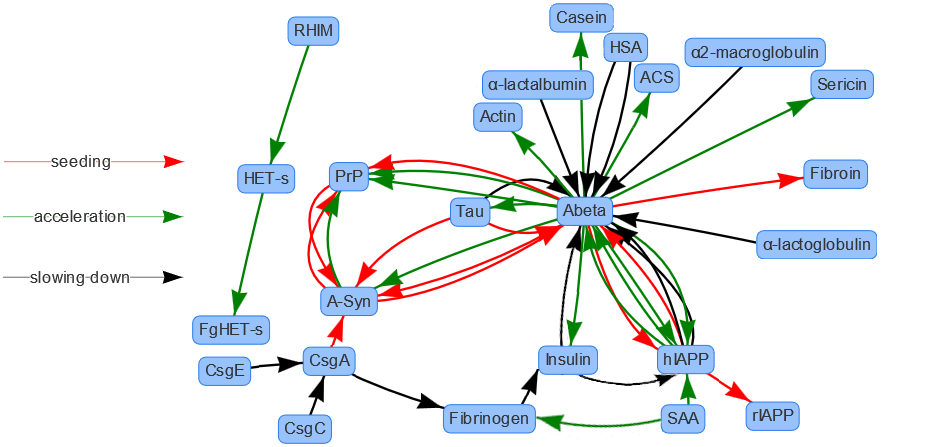 Casein
RHIM
HSA
α2-macroglobulin
ACS
α-lactalbumin
Sericin
Actin
seeding
HET-s
PrP
Fibroin
acceleration
Tau
Abeta
α-lactoglobulin
slowing-down
A-Syn
FgHET-s
CsgE
CsgA
Insulin
hIAPP
CsgC
Fibrinogen
SAA
rIAPP